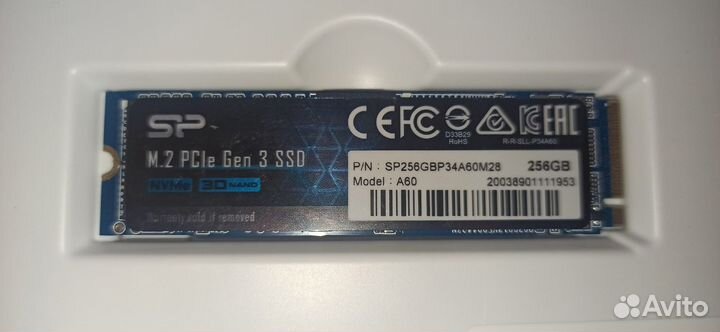 SP
M.2 PCIe Gen 3 SSD
NVMe 3D NAND
Warranty void if removed
CE FC D33B29 RoHS EAC
R-R-SLL-P34A60
P/N : SP256GBP34A60M28 256GB
Model : A60 20038901111953
Avito